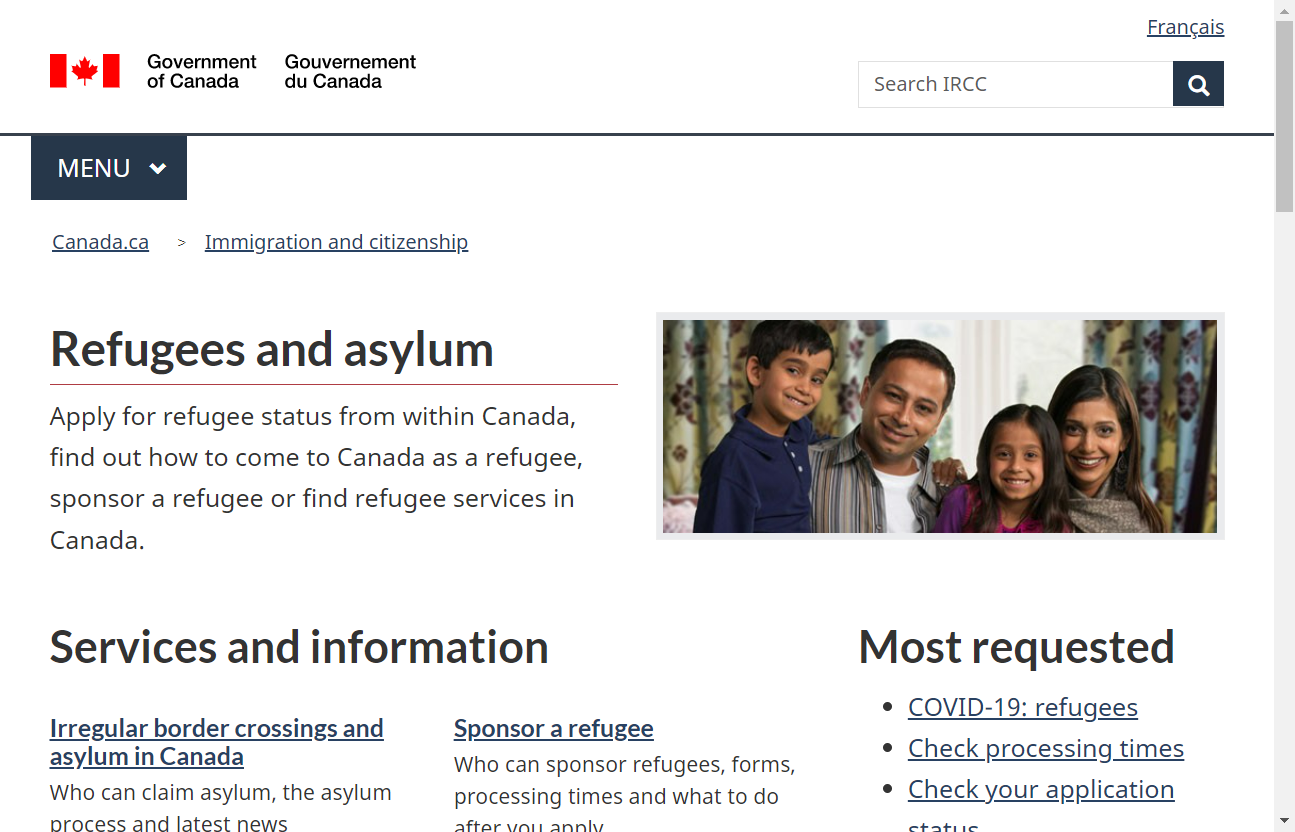 Français
Government of Canada
Gouvernement du Canada
Search IRCC
MENU
Canada.ca > Immigration and citizenship
Refugees and asylum
Apply for refugee status from within Canada,
find out how to come to Canada as a refugee,
sponsor a refugee or find refugee services in
Canada.
Services and information
Irregular border crossings and
asylum in Canada
Who can claim asylum, the asylum
process and latest news
Sponsor a refugee
Who can sponsor refugees, forms,
processing times and what to do
after you apply
Most requested
COVID-19: refugees
Check processing times
Check your application
status